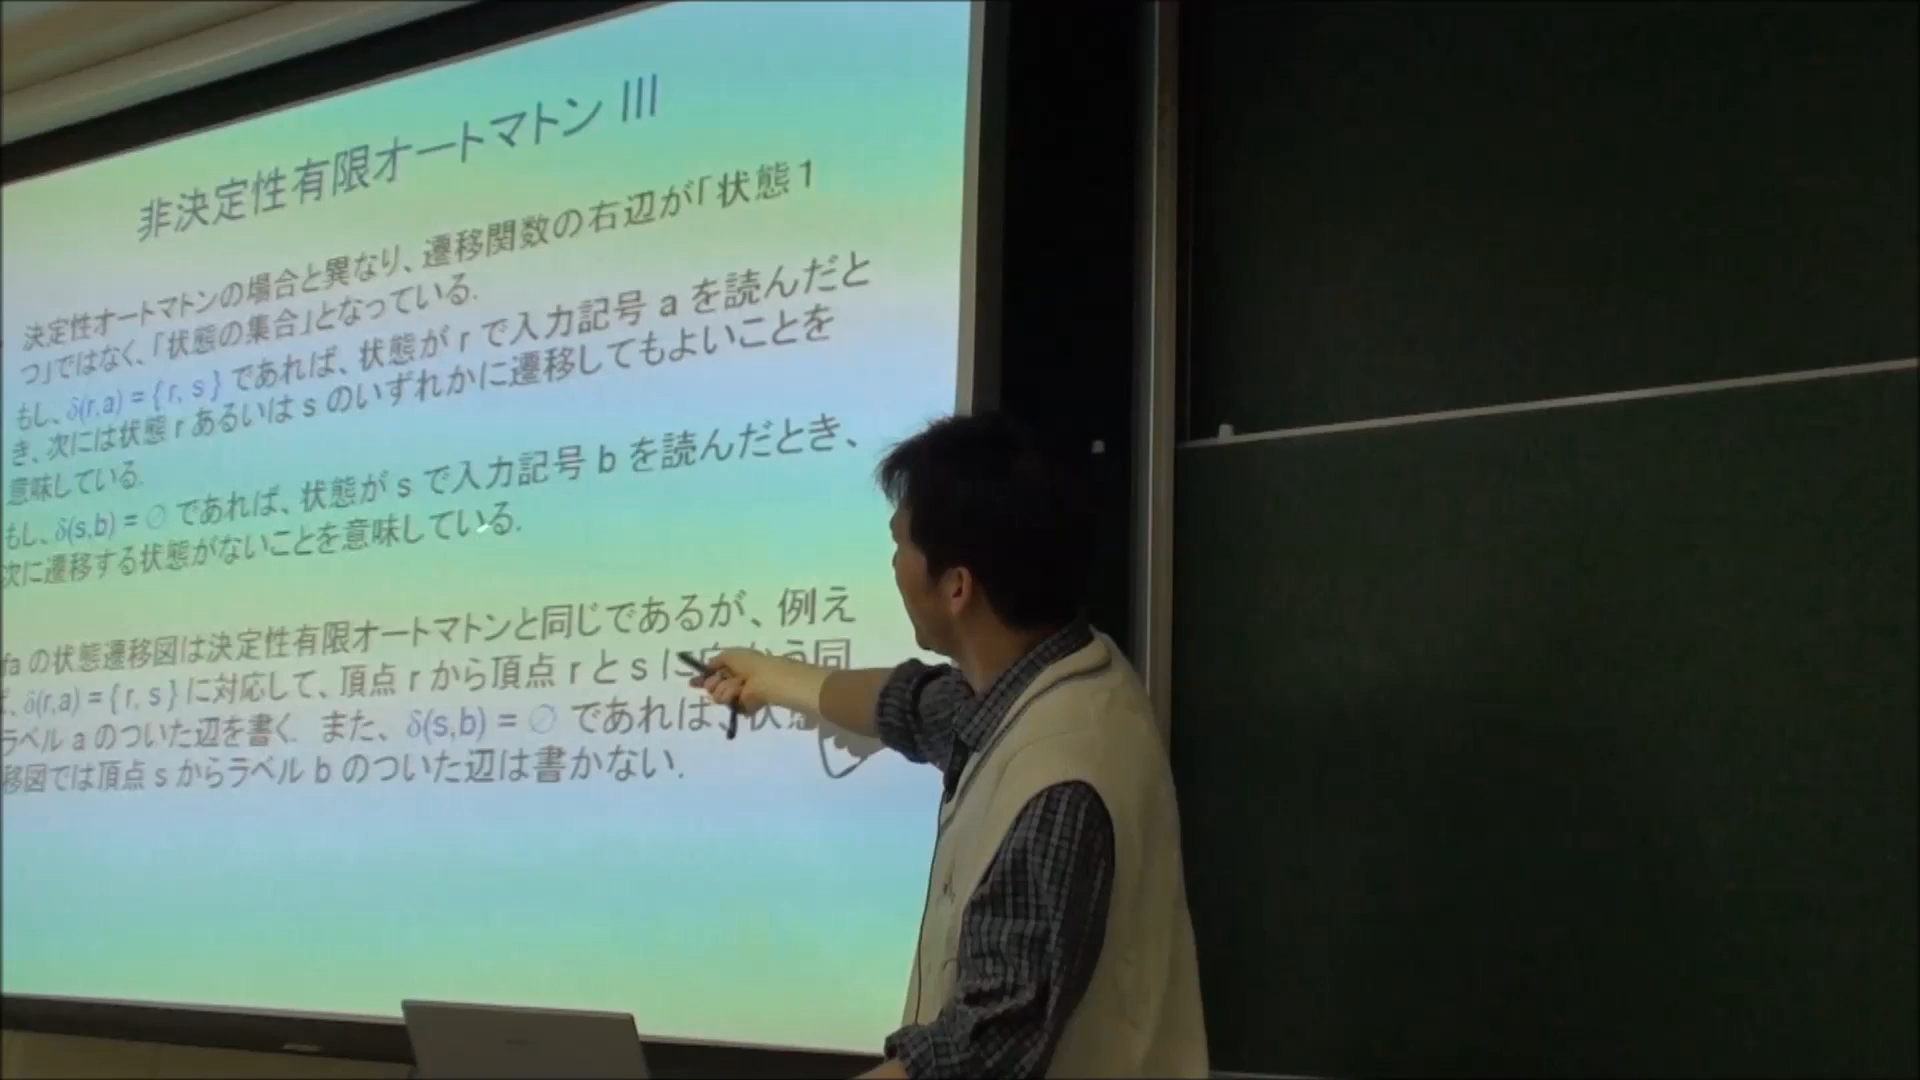 非決定性有限オートマトン III
決定性オートマトンの場合と異なり、遷移関数の右辺が「状態1
つ」ではなく、「状態の集合」となっている.
もし、δ(r,a) = { r, s } であれば、状態が r で入力記号 a を読んだと
き、次には状態 r あるいは s のいずれかに遷移してもよいことを
意味している.
もし、δ(s,b) = ∅ であれば、状態が s で入力記号 b を読んだとき、
次に遷移する状態がないことを意味している.
fa の状態遷移図は決定性有限オートマトンと同じであるが、例え
、δ(r,a) = { r, s } に対応して、頂点 r から頂点 r と s に向かう同
ラベル a のついた辺を書く. また、δ(s,b) = ∅ であれば、状態
移図では頂点 s からラベル b のついた辺は書かない.